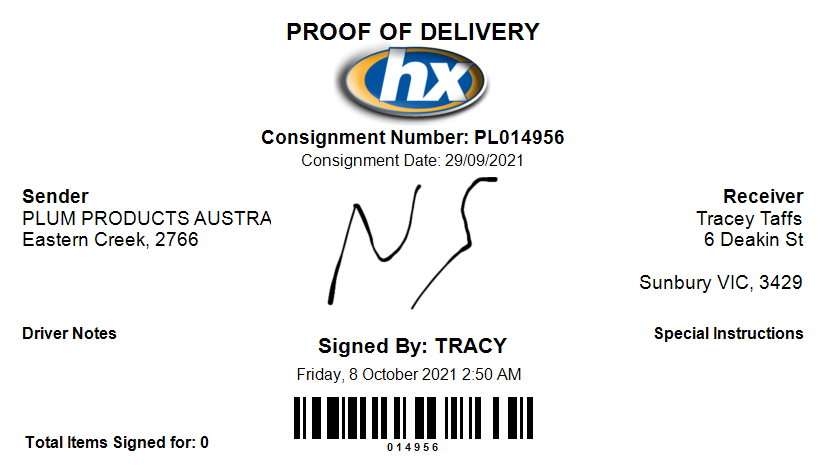 PROOF OF DELIVERY
hx
Consignment Number: PL014956
Consignment Date: 29/09/2021
Sender
PLUM PRODUCTS AUSTRA
Eastern Creek, 2766
Receiver
Tracey Taffs
6 Deakin St
Sunbury VIC, 3429
NS
Driver Notes
Special Instructions
Signed By: TRACY
Friday, 8 October 2021 2:50 AM
014956
Total Items Signed for: 0